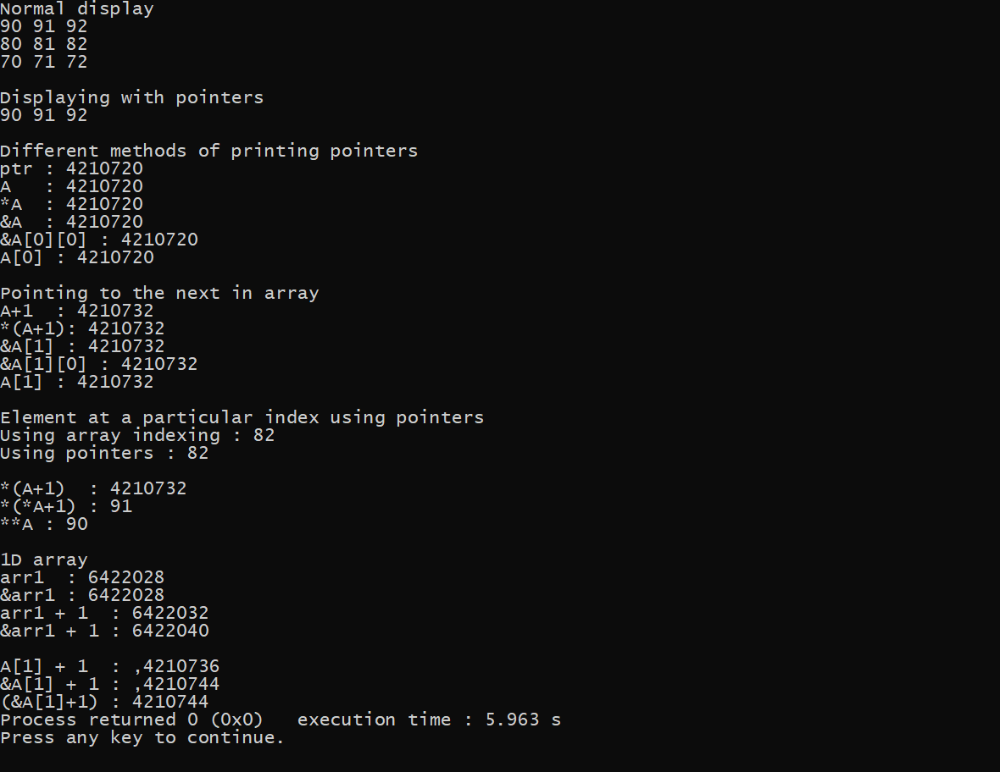 Normal display
90 91 92
80 81 82
70 71 72

Displaying with pointers
90 91 92

Different methods of printing pointers
ptr : 4210720
A   : 4210720
*A  : 4210720
&A  : 4210720
&A[0][0] : 4210720
A[0] : 4210720

Pointing to the next in array
A+1  : 4210732
*(A+1): 4210732
&A[1] : 4210732
&A[1][0] : 4210732
A[1] : 4210732

Element at a particular index using pointers
Using array indexing : 82
Using pointers : 82

*(A+1)  : 4210732
*(*A+1) : 91
**A : 90

1D array
arr1  : 6422028
&arr1 : 6422028
arr1 + 1  : 6422032
&arr1 + 1 : 6422040

A[1] + 1  : ,4210736
&A[1] + 1 : ,4210744
(&A[1]+1) : 4210744
Process returned 0 (0x0)   execution time : 5.963 s
Press any key to continue.